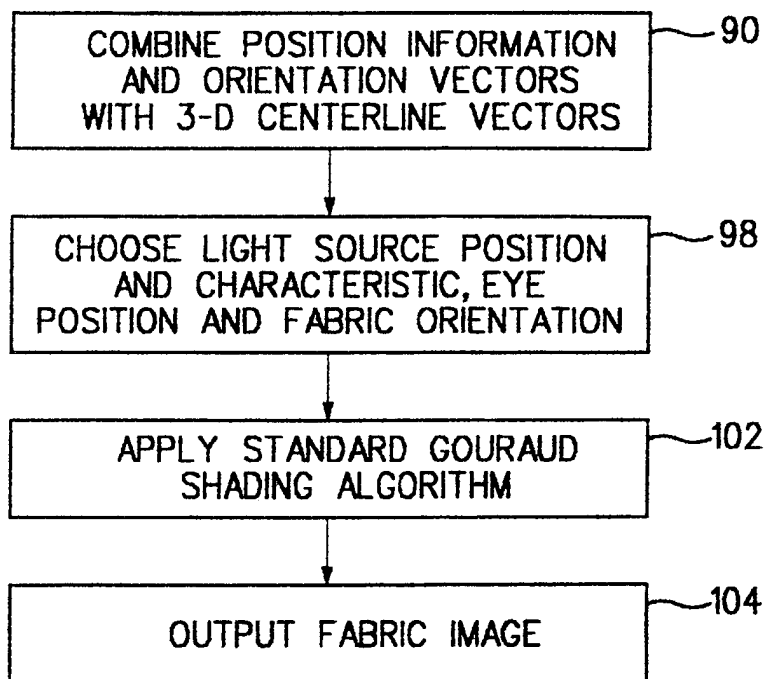 COMBINE POSITION INFORMATION
AND ORIENTATION VECTORS
WITH 3-D CENTERLINE VECTORS
90
CHOOSE LIGHT SOURCE POSITION
AND CHARACTERISTIC, EYE
POSITION AND FABRIC ORIENTATION
98
APPLY STANDARD GOURAUD
SHADING ALGORITHM
102
OUTPUT FABRIC IMAGE
104